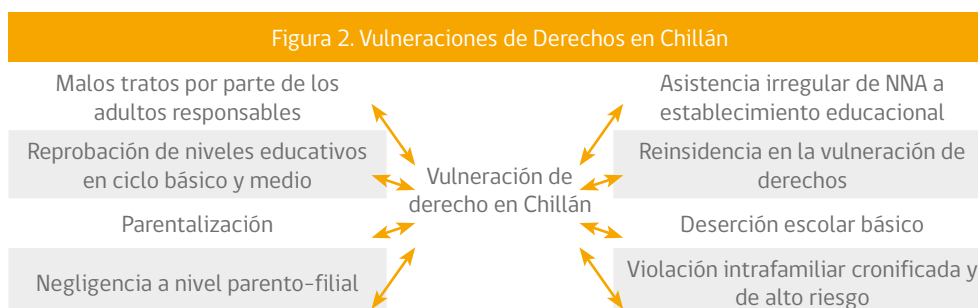 Figura 2. Vulneraciones de Derechos en Chillán
Malos tratos por parte de los
adultos responsables
Reprobación de niveles educativos
en ciclo básico y medio
Parentalización
Negligencia a nivel parento-filial
Vulneración de
derecho en Chillán
Asistencia irregular de NNA a
establecimiento educacional
Reinsidencia en la vulneración de
derechos
Deserción escolar básico
Violación intrafamiliar cronificada y
de alto riesgo